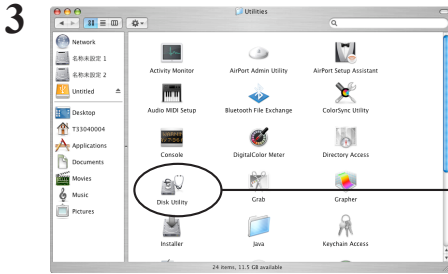 3
Utilities
Network
名称未設定 1
名称未設定 2
Untitled
Desktop
T33040004
Applications
Documents
Movies
Music
Pictures
Activity Monitor
AirPort Admin Utility
AirPort Setup Assistant
Audio MIDI Setup
Bluetooth File Exchange
ColorSync Utility
Console
DigitalColor Meter
Directory Access
Disk Utility
Grab
Grapher
Installer
Java
Keychain Access
24 items, 11.5 GB available